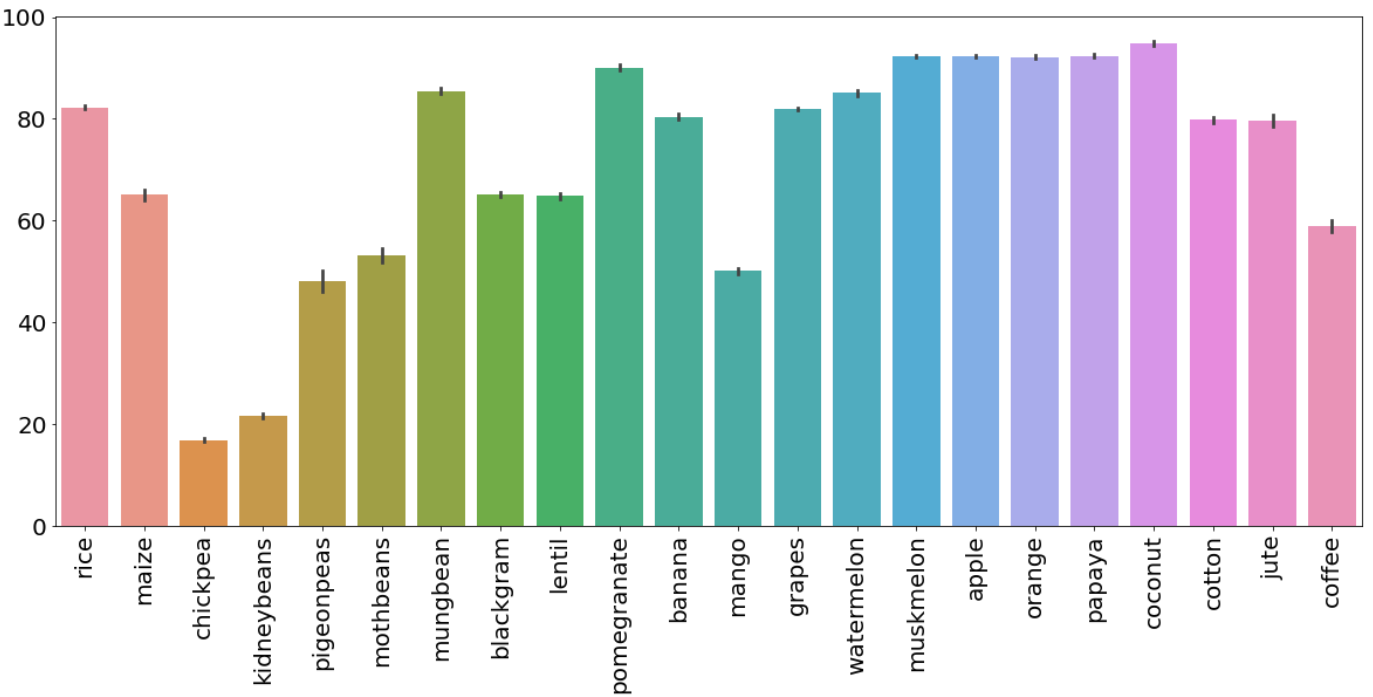 100
80
60
40
20
0
rice
maize
chickpea
kidneybeans
pigeonpeas
mothbeans
mungbean
blackgram
lentil
pomegranate
banana
mango
grapes
watermelon
muskmelon
apple
orange
papaya
coconut
cotton
jute
coffee